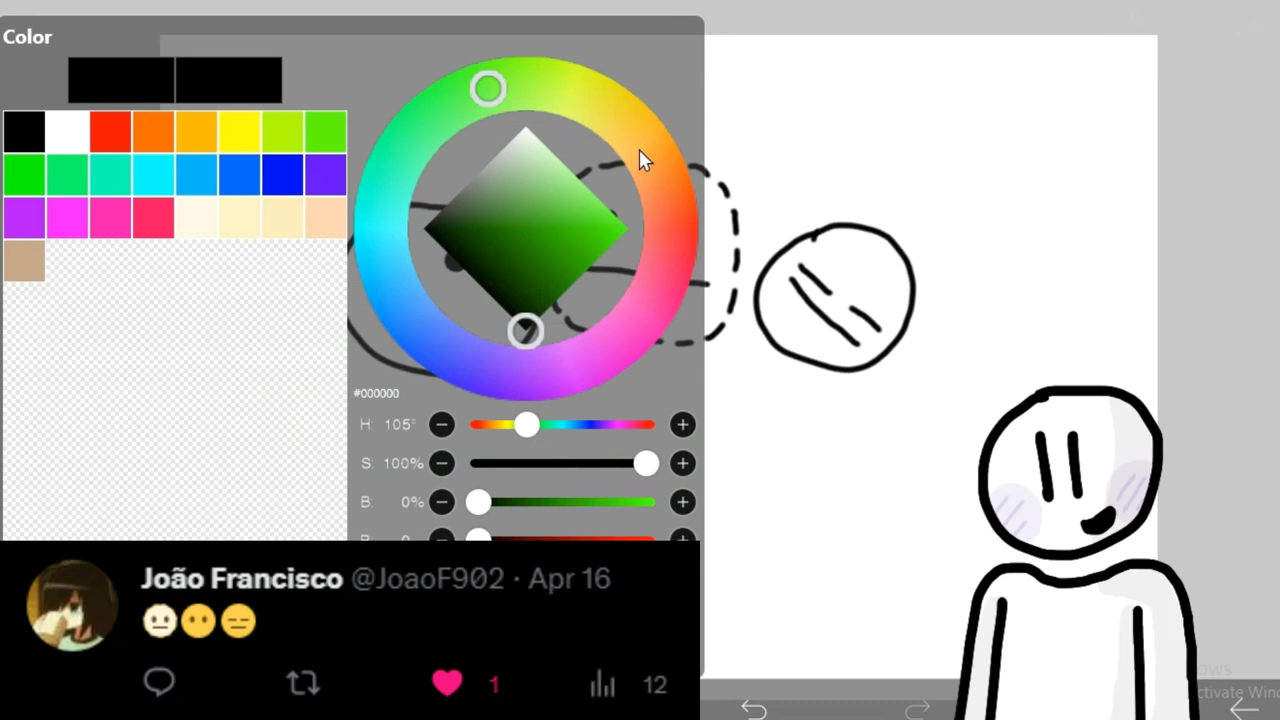 Color
#000000
H: 105°
S: 100%
B: 0%
João Francisco @JoaoF902 · Apr 16
😐😶😑
1
12